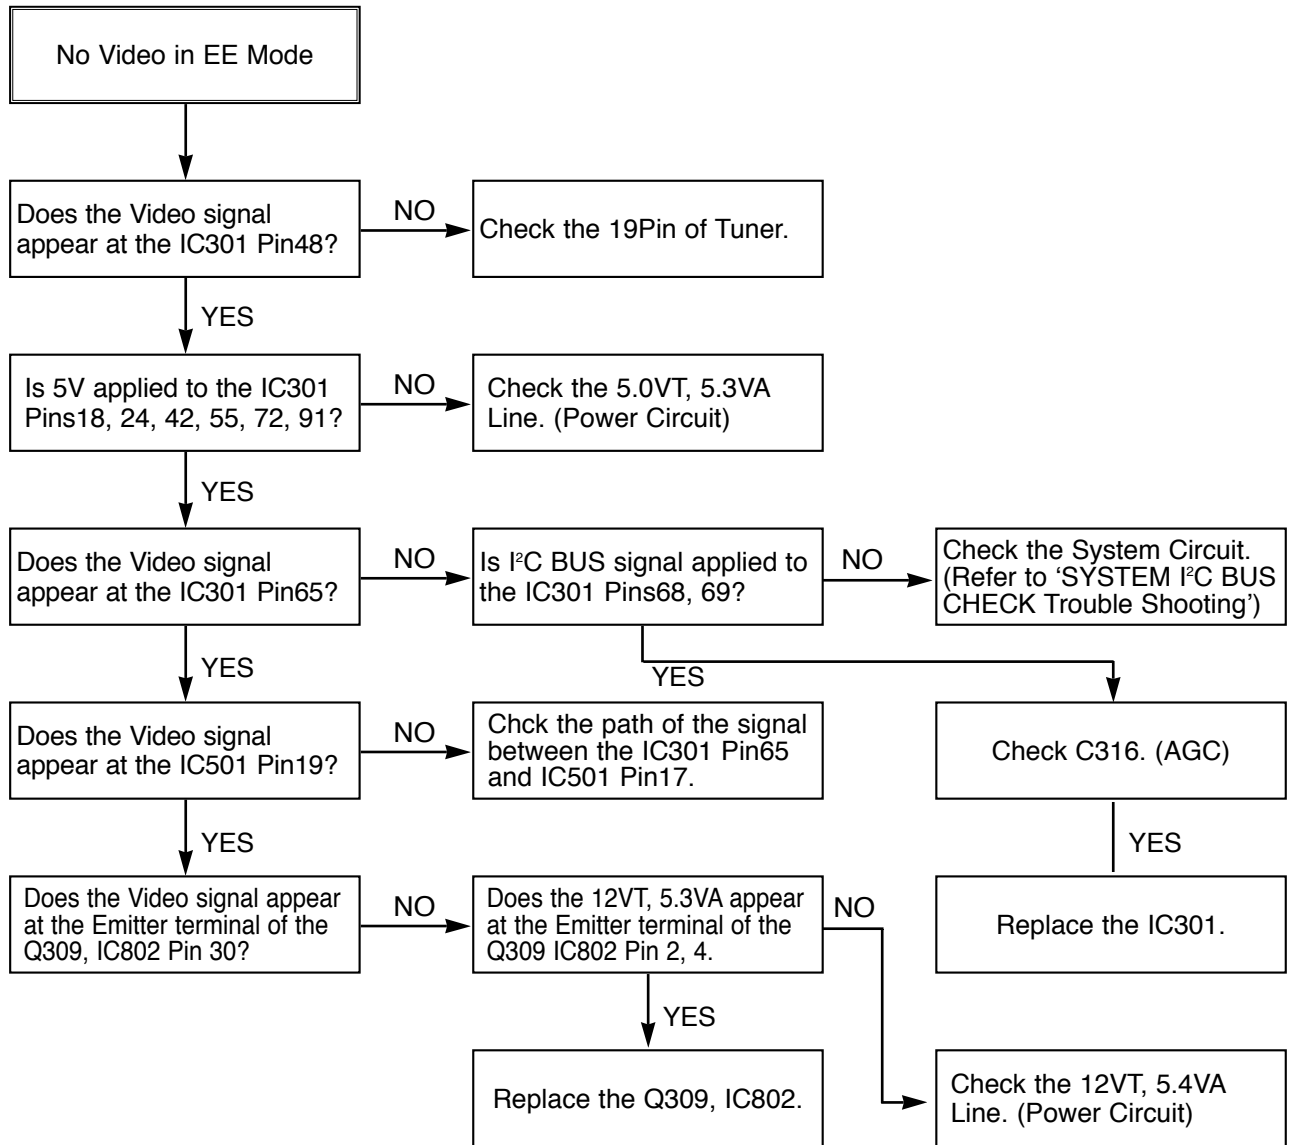 No Video in EE Mode
Does the Video signal
appear at the IC301 Pin48?
NO
Check the 19Pin of Tuner.
YES
Is 5V applied to the IC301
Pins18, 24, 42, 55, 72, 91?
NO
Check the 5.0VT, 5.3VA
Line. (Power Circuit)
YES
Does the Video signal
appear at the IC301 Pin65?
NO
Is I²C BUS signal applied to
the IC301 Pins68, 69?
NO
Check the System Circuit.
(Refer to ‘SYSTEM I²C BUS
CHECK Trouble Shooting’)
YES
YES
Does the Video signal
appear at the IC501 Pin19?
NO
Chck the path of the signal
between the IC301 Pin65
and IC501 Pin17.
Check C316. (AGC)
YES
YES
Does the Video signal appear
at the Emitter terminal of the
Q309, IC802 Pin 30?
NO
Does the 12VT, 5.3VA appear
at the Emitter terminal of the
Q309 IC802 Pin 2, 4.
NO
Replace the IC301.
YES
Replace the Q309, IC802.
Check the 12VT, 5.4VA
Line. (Power Circuit)